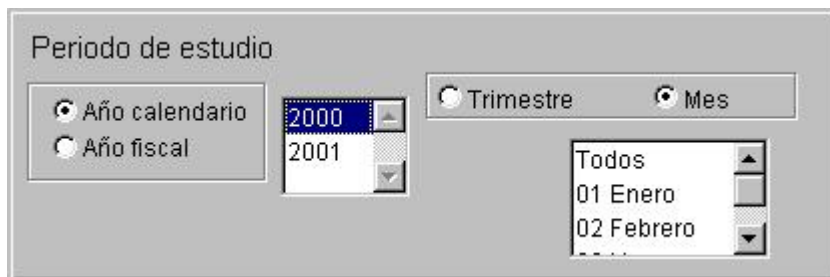 Periodo de estudio
Año calendario
Año fiscal
2000
2001
Trimestre
Mes
Todos
01 Enero
02 Febrero